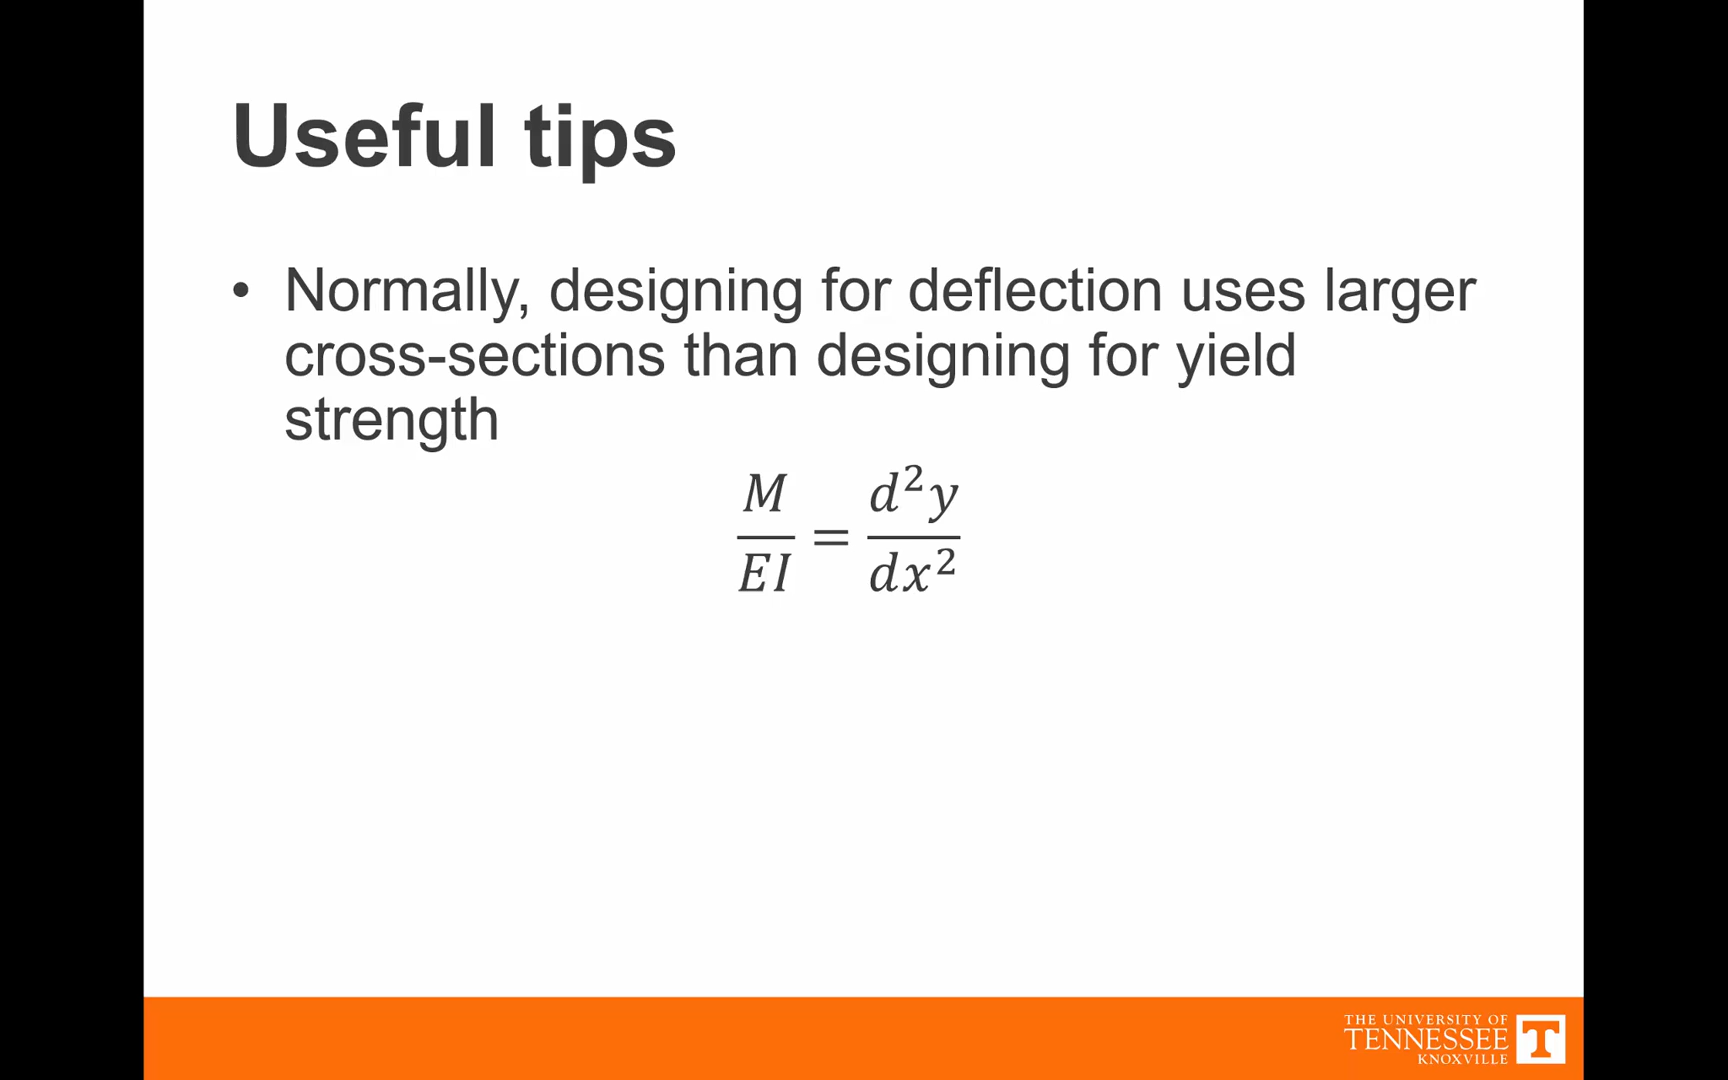 Useful tips
• Normally, designing for deflection uses larger
cross-sections than designing for yield
strength
M/EI = d²y/dx²
THE UNIVERSITY OF
TENNESSEE
KNOXVILLE
T